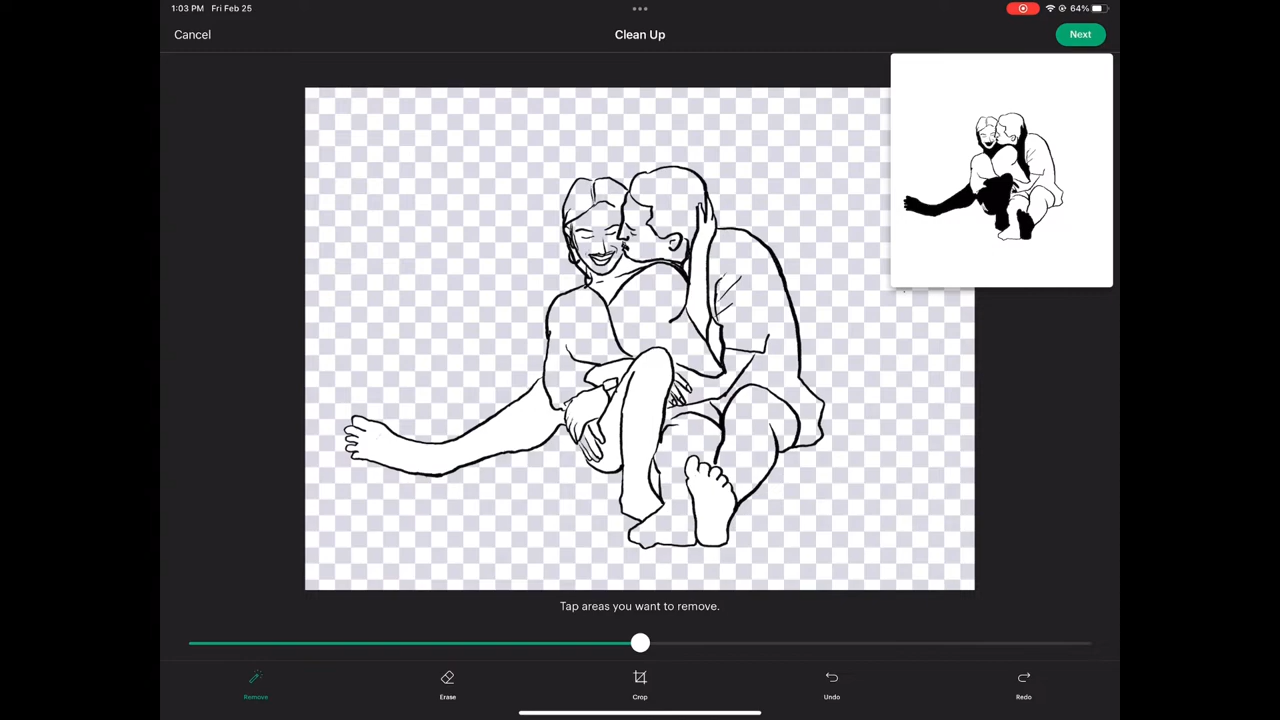 1:03 PM Fri Feb 25
64%
Cancel
Clean Up
Next
Tap areas you want to remove.
Remove
Erase
Crop
Undo
Redo